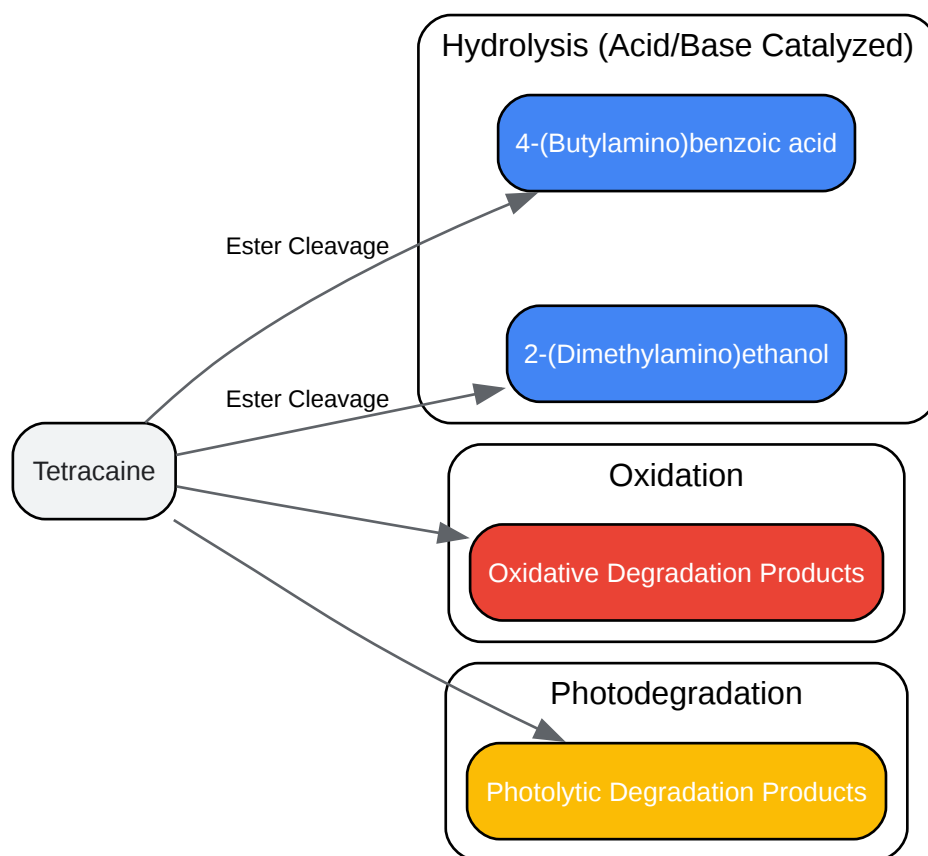 Hydrolysis (Acid/Base Catalyzed)
4-(Butylamino)benzoic acid
Ester Cleavage
2-(Dimethylamino)ethanol
Ester Cleavage
Tetracaine
Oxidation
Oxidative Degradation Products
Photodegradation
Photolytic Degradation Products